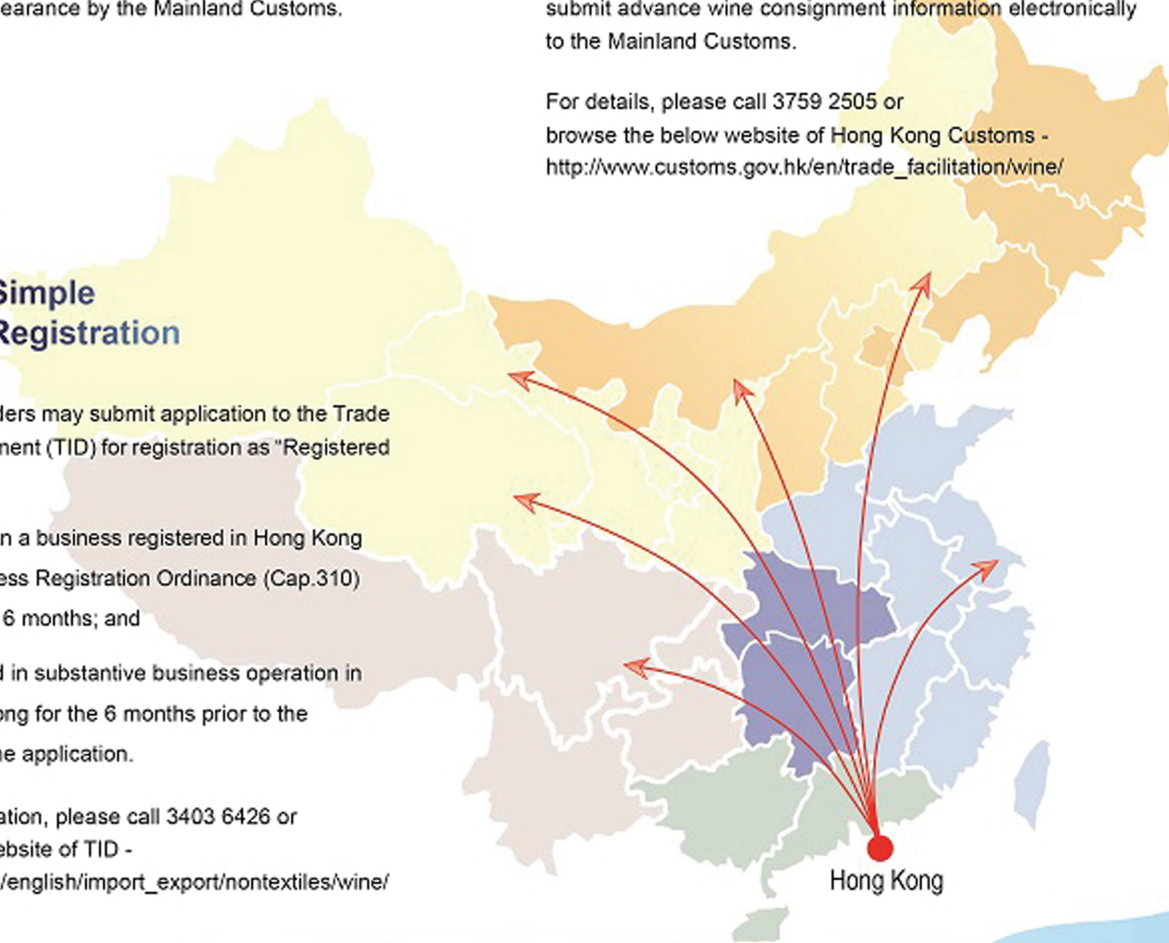 earance by the Mainland Customs.
submit advance wine consignment information electronically
to the Mainland Customs.
For details, please call 3759 2505 or
browse the below website of Hong Kong Customs -
http://www.customs.gov.hk/en/trade_facilitation/wine/
Simple
Registration
ders may submit application to the Trade
ment (TID) for registration as “Registered
n a business registered in Hong Kong
ess Registration Ordinance (Cap.310)
6 months; and
d in substantive business operation in
ong for the 6 months prior to the
he application.
ation, please call 3403 6426 or
ebsite of TID -
/english/import_export/nontextiles/wine/
Hong Kong